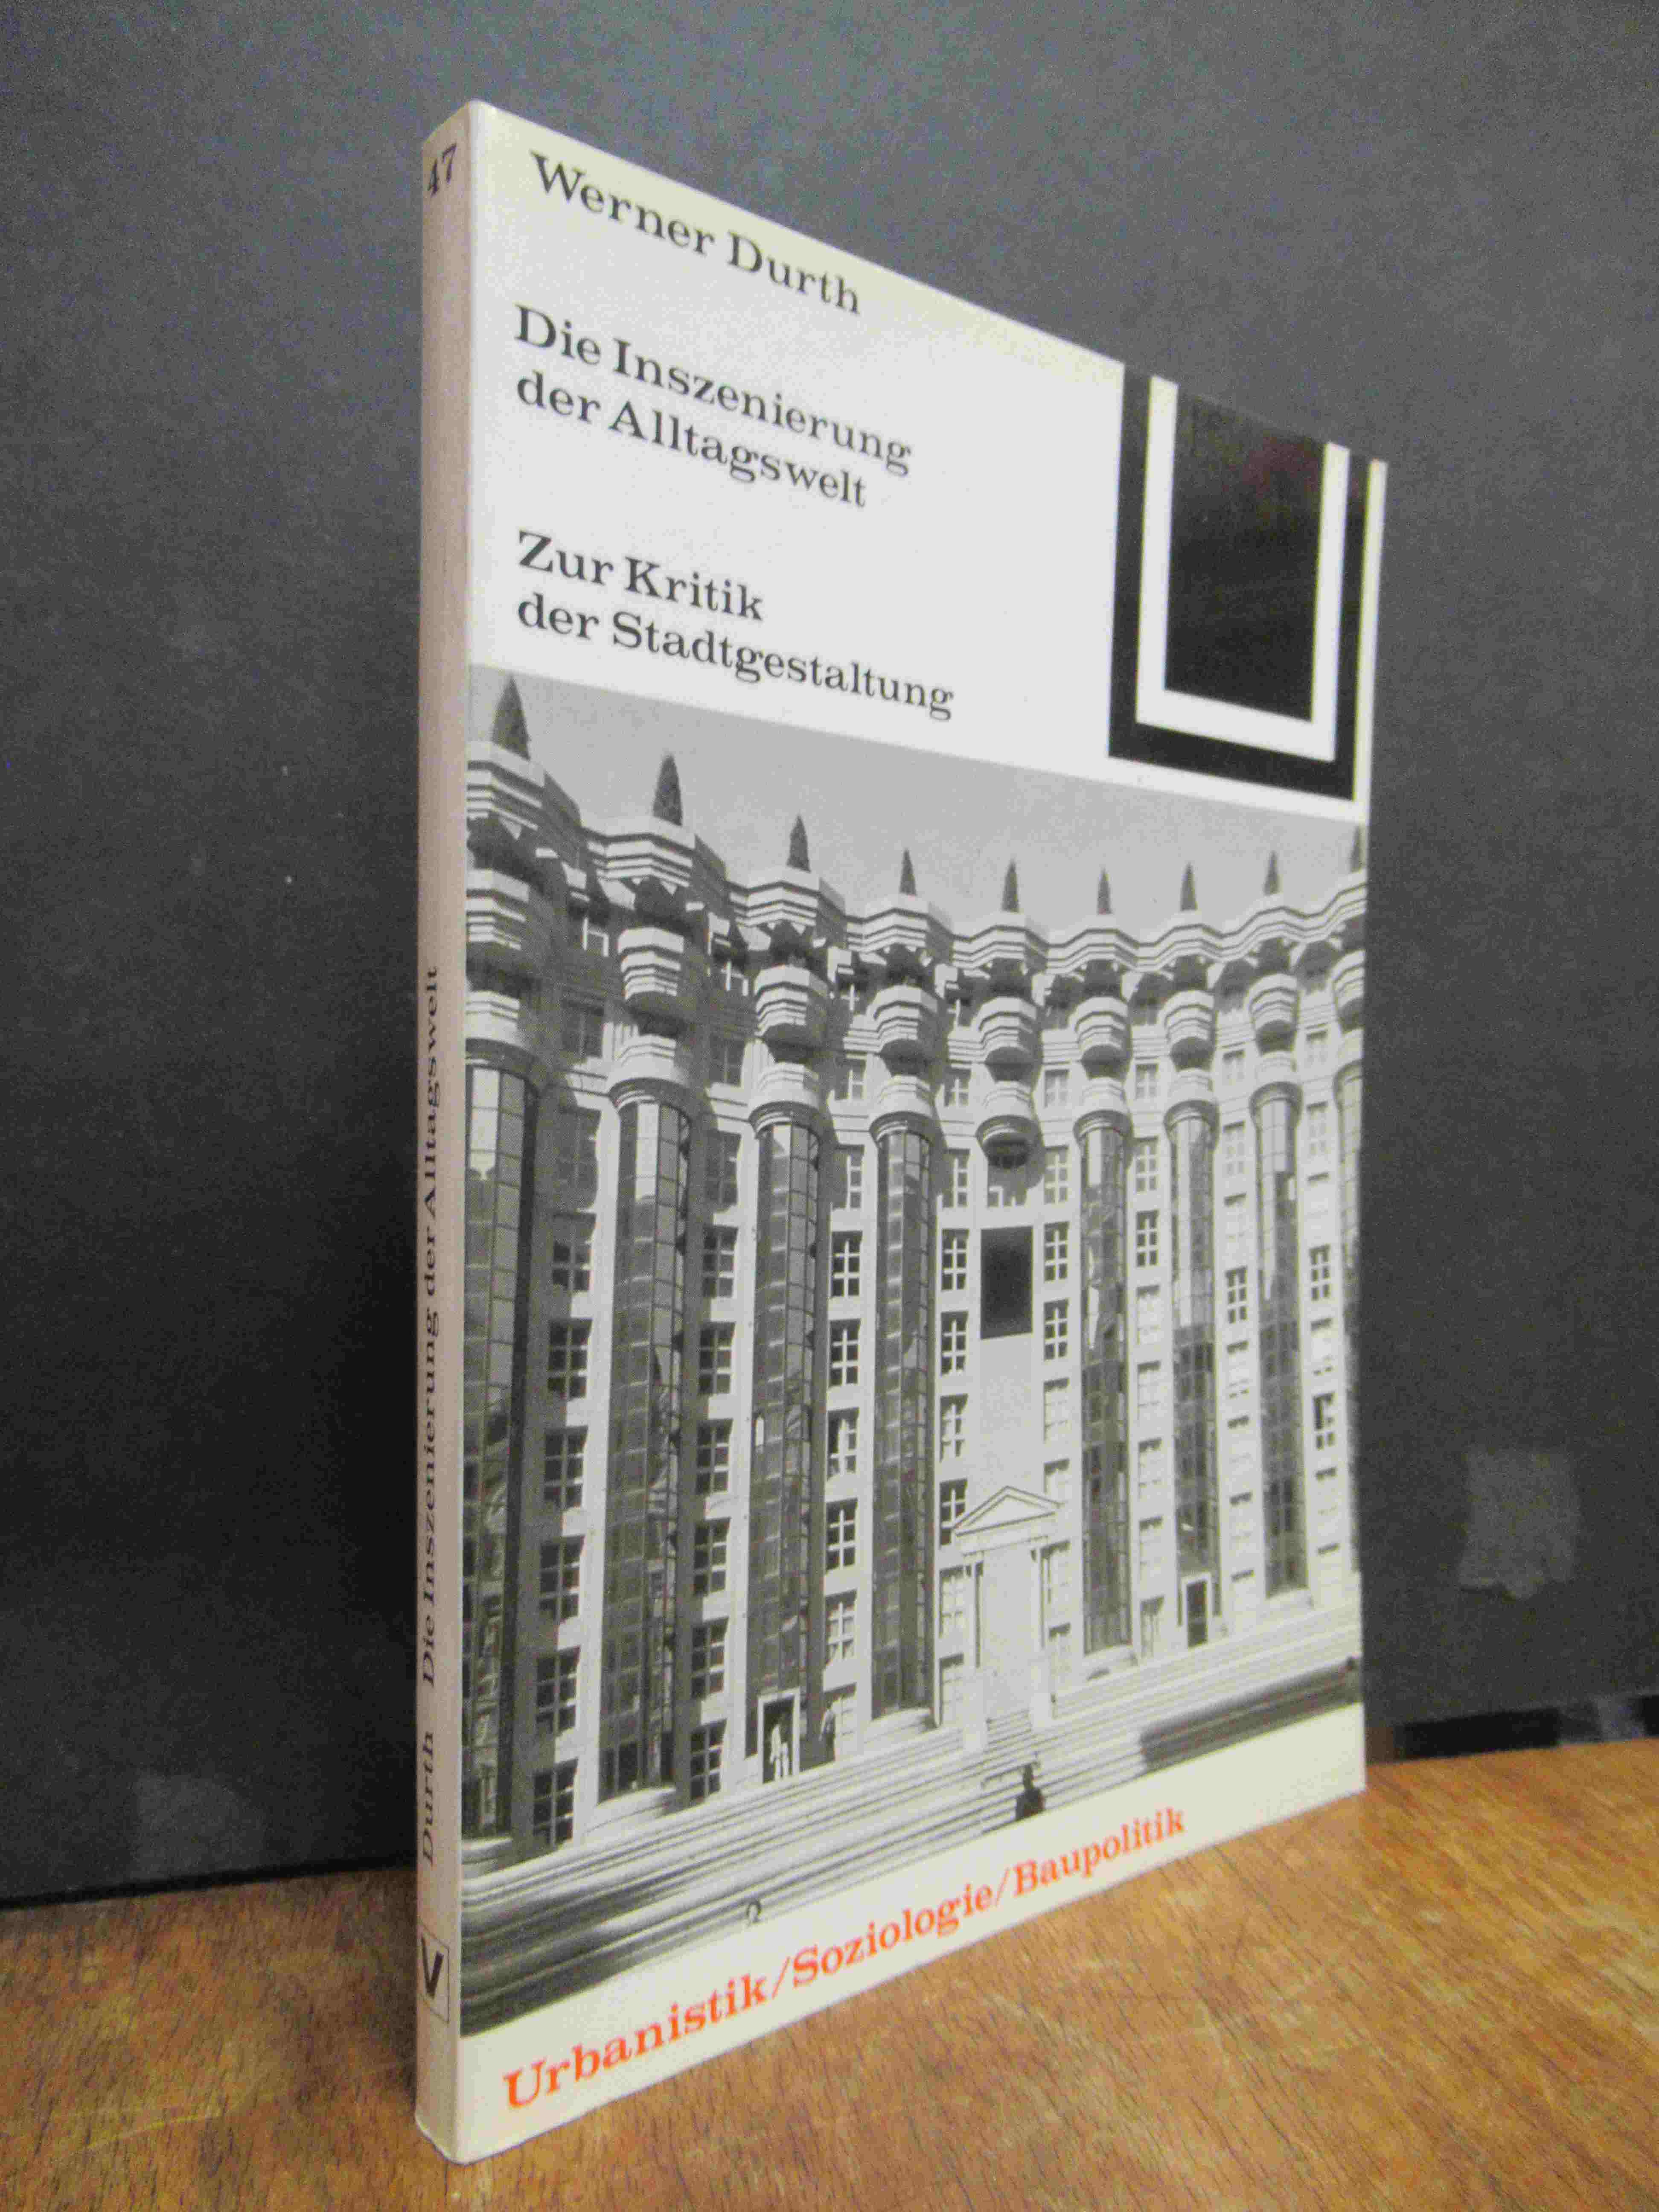 47
Durth Die Inszenierung der Alltagswelt
V
Werner Durth
Die Inszenierung
der Alltagswelt
Zur Kritik
der Stadtgestaltung
Urbanistik/Soziologie/Baupolitik